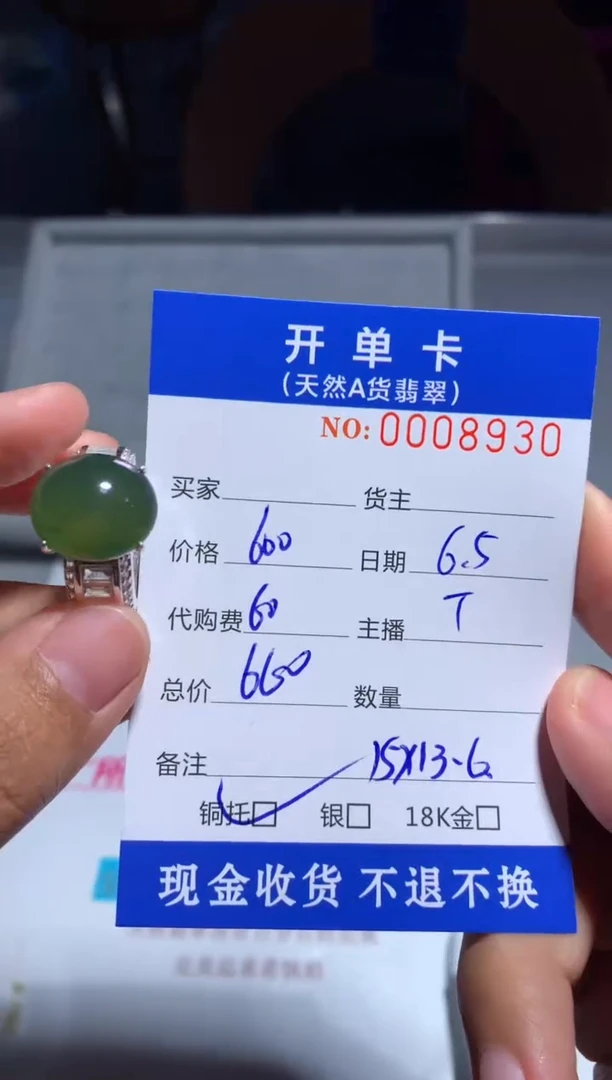 开单卡
(天然A货翡翠)
NO: 0008930
买家 货主
价格 600 日期 6.5
代购费 60 主播 T
总价 660 数量
备注 15X13-6
铜托□ 银□ 18K金□
现金收货 不退不换